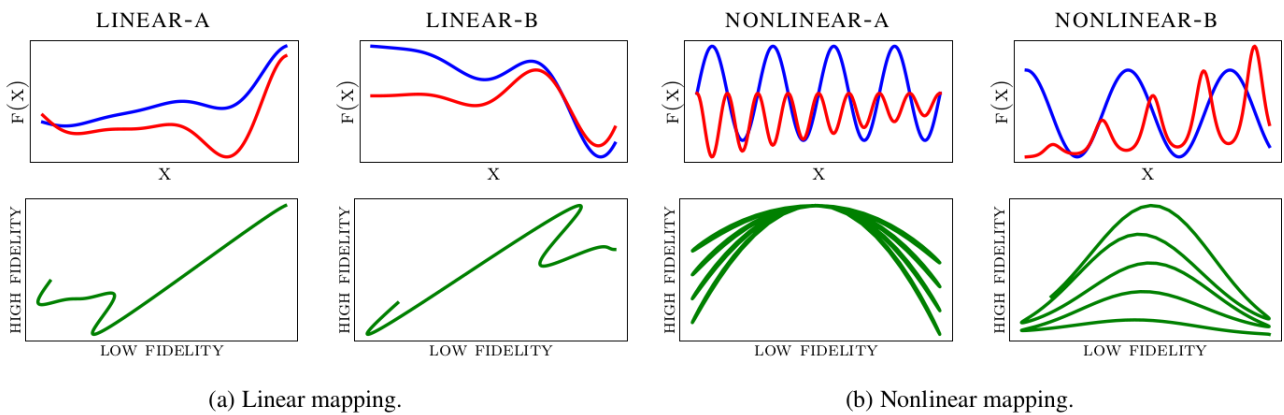 LINEAR-A
LINEAR-B
NONLINEAR-A
NONLINEAR-B
F(X)
F(X)
F(X)
F(X)
X
X
X
X
HIGH FIDELITY
HIGH FIDELITY
HIGH FIDELITY
HIGH FIDELITY
LOW FIDELITY
LOW FIDELITY
LOW FIDELITY
LOW FIDELITY
(a) Linear mapping.
(b) Nonlinear mapping.